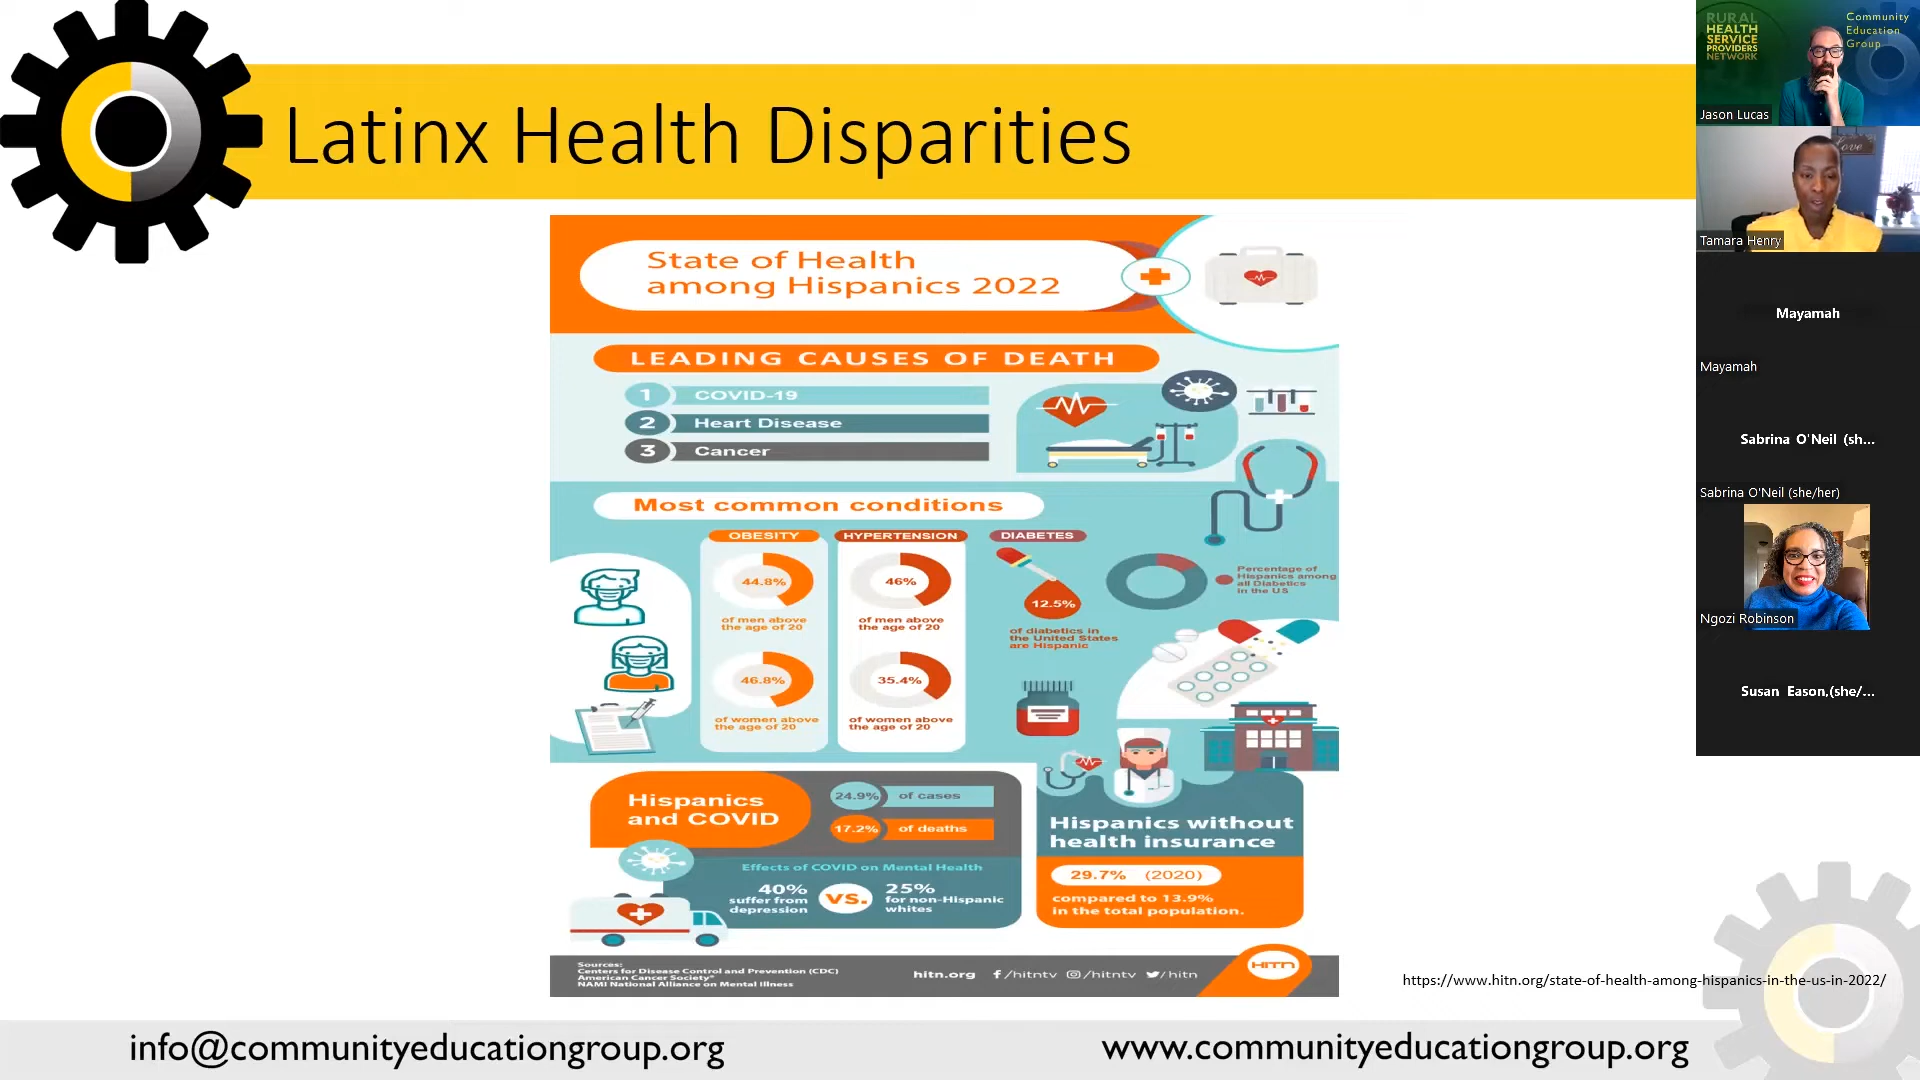 Latinx Health Disparities
State of Health
among Hispanics 2022
LEADING CAUSES OF DEATH
1 COVID-19
2 Heart Disease
3 Cancer
Most common conditions
OBESITY
44.8%
of men above
the age of 20
46.8%
of women above
the age of 20
HYPERTENSION
46%
of men above
the age of 20
35.4%
of women above
the age of 20
DIABETES
12.5%
of diabetics in
the United States
are Hispanic
Percentage of
Hispanics among
all Diabetics
in the US
Hispanics
and COVID
24.9% of cases
17.2% of deaths
Effects of COVID on Mental Health
40%
suffer from
depression
VS.
25%
for non-Hispanic
whites
Hispanics without
health insurance
29.7% (2020)
compared to 13.9%
in the total population.
Sources:
Centers for Disease Control and Prevention (CDC)
American Cancer Society*
NAMI National Alliance on Mental Illness
hitn.org f/hitntv /hitntv /hitn
HITN
https://www.hitn.org/state-of-health-among-hispanics-in-the-us-in-2022/
info@communityeducationgroup.org
www.communityeducationgroup.org
RURAL
HEALTH
SERVICE
PROVIDERS
NETWORK
Community
Education
Group
Jason Lucas
love
Tamara Henry
Mayamah
Mayamah
Sabrina O'Neil (sh...
Sabrina O'Neil (she/her)
Ngozi Robinson
Susan Eason,(she/...